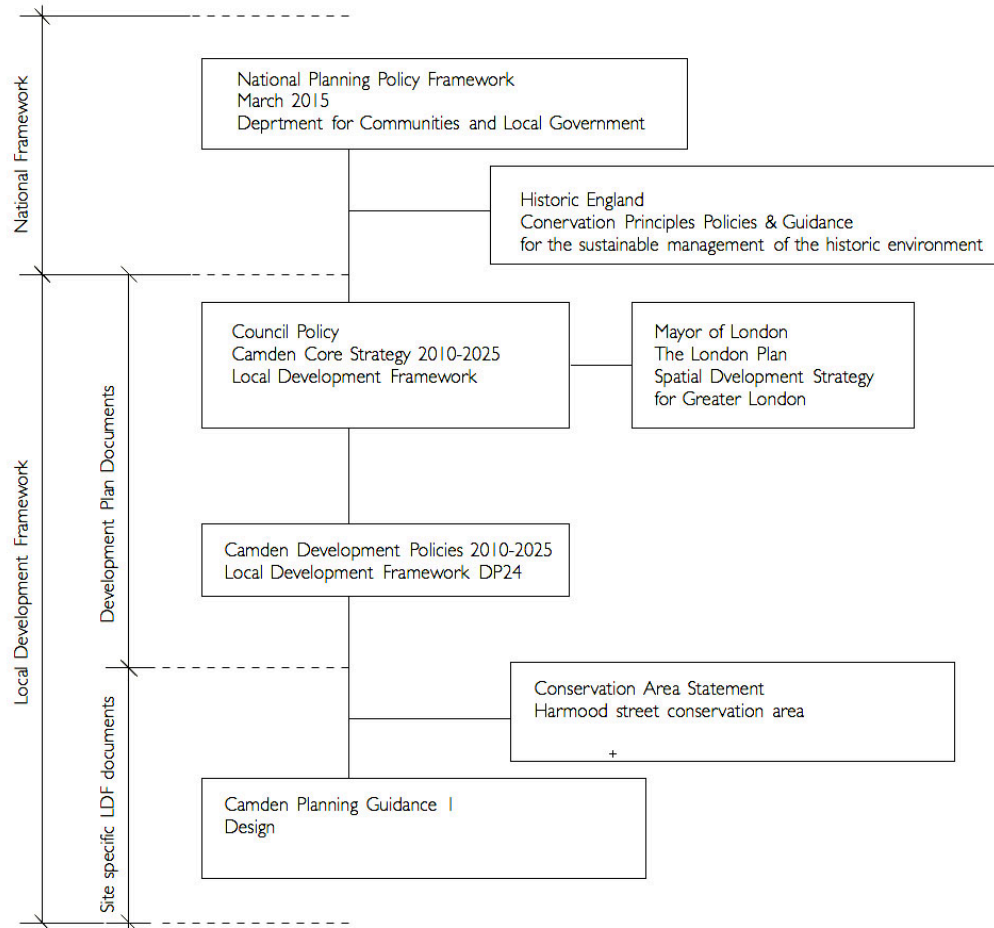 National Framework
National Planning Policy Framework
March 2015
Deprtment for Communities and Local Government
Historic England
Conervation Principles Policies & Guidance
for the sustainable management of the historic environment
Local Development Framework
Development Plan Documents
Council Policy
Camden Core Strategy 2010-2025
Local Development Framework
Mayor of London
The London Plan
Spatial Dvelopment Strategy
for Greater London
Camden Development Policies 2010-2025
Local Development Framework DP24
Site specific LDF documents
Conservation Area Statement
Harmood street conservation area
+
Camden Planning Guidance 1
Design